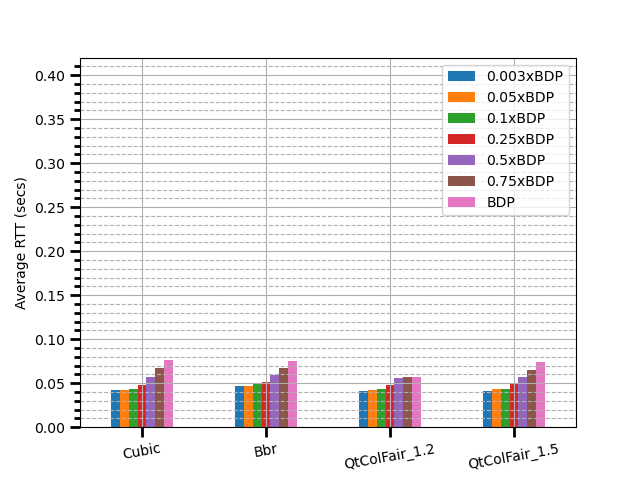 0.40
0.35
0.30
0.25
0.20
0.15
0.10
0.05
0.00
Average RTT (secs)
0.003xBDP
0.05xBDP
0.1xBDP
0.25xBDP
0.5xBDP
0.75xBDP
BDP
Cubic
Bbr
QtColFair_1.2
QtColFair_1.5